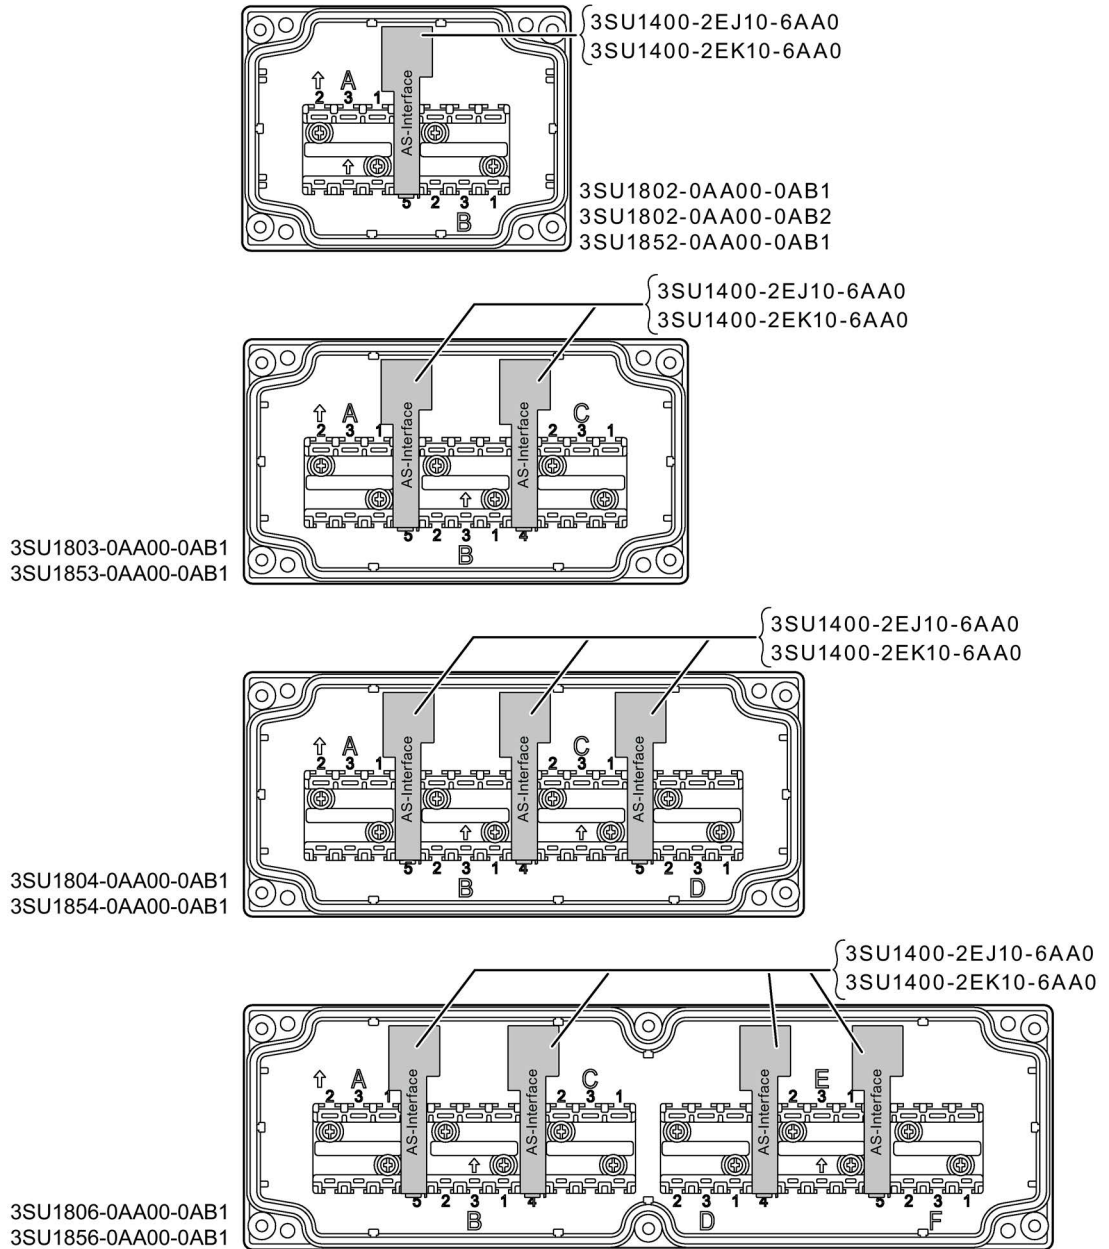 3SU1400-2EJ10-6AA0
3SU1400-2EK10-6AA0
A
2 3 1
AS-Interface
5 2 3 1
B
3SU1802-0AA00-0AB1
3SU1802-0AA00-0AB2
3SU1852-0AA00-0AB1
3SU1400-2EJ10-6AA0
3SU1400-2EK10-6AA0
A C
2 3 1 2 3 1
AS-Interface AS-Interface
5 2 3 1 4
B
3SU1803-0AA00-0AB1
3SU1853-0AA00-0AB1
3SU1400-2EJ10-6AA0
3SU1400-2EK10-6AA0
A C
2 3 1 2 3 1
AS-Interface AS-Interface AS-Interface
5 2 3 1 4 5 2 3 1
B D
3SU1804-0AA00-0AB1
3SU1854-0AA00-0AB1
3SU1400-2EJ10-6AA0
3SU1400-2EK10-6AA0
A C E
2 3 1 2 3 1 2 3 1
AS-Interface AS-Interface AS-Interface AS-Interface
5 2 3 1 4 2 3 1 4 5 2 3 1
B D F
3SU1806-0AA00-0AB1
3SU1856-0AA00-0AB1